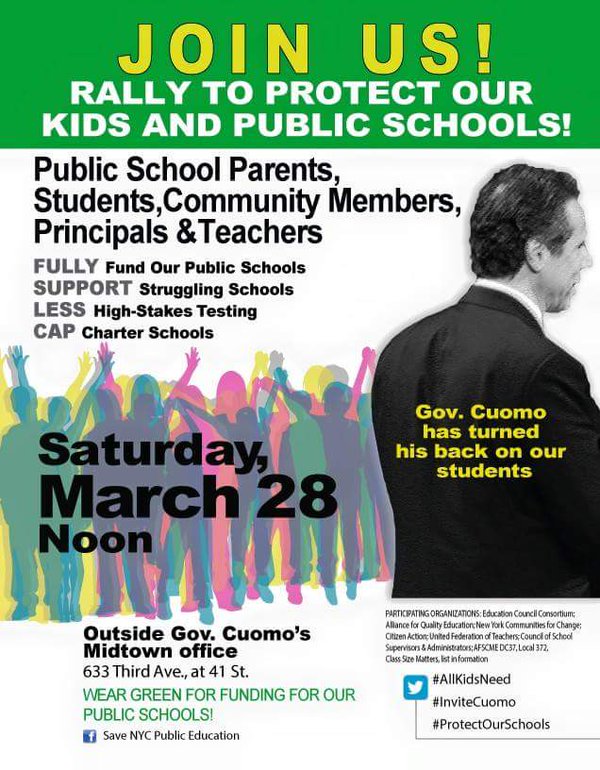 JOIN US!
RALLY TO PROTECT OUR
KIDS AND PUBLIC SCHOOLS!
Public School Parents,
Students,Community Members,
Principals &Teachers
FULLY Fund Our Public Schools
SUPPORT Struggling Schools
LESS High-Stakes Testing
CAP Charter Schools
Gov. Cuomo
has turned
his back on our
students
Saturday,
March 28
Noon
Outside Gov. Cuomo's
Midtown office
633 Third Ave., at 41 St.
WEAR GREEN FOR FUNDING FOR OUR
PUBLIC SCHOOLS!
f Save NYC Public Education
PARTICIPATING ORGANIZATIONS: Education Council Consortium;
Alliance for Quality Education; New York Communities for Change;
Citizen Action; United Federation of Teachers; Council of School
Supervisors & Administrators; AFSCME DC37, Local 372,
Class Size Matters, list in formation
#AllKidsNeed
#InviteCuomo
#ProtectOurSchools